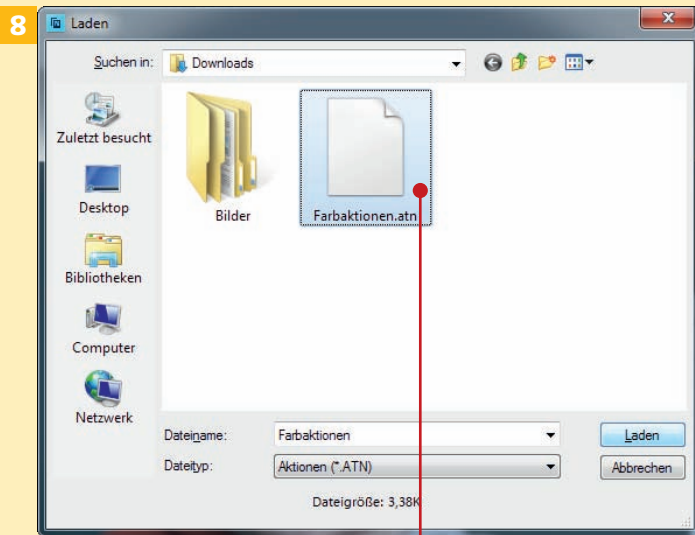 8
Laden
Suchen in: Downloads
Zuletzt besucht
Desktop
Bibliotheken
Computer
Netzwerk
Bilder
Farbaktionen.atn
Dateiname: Farbaktionen
Laden
Dateityp: Aktionen (*.ATN)
Abbrechen
Dateigröße: 3,38K